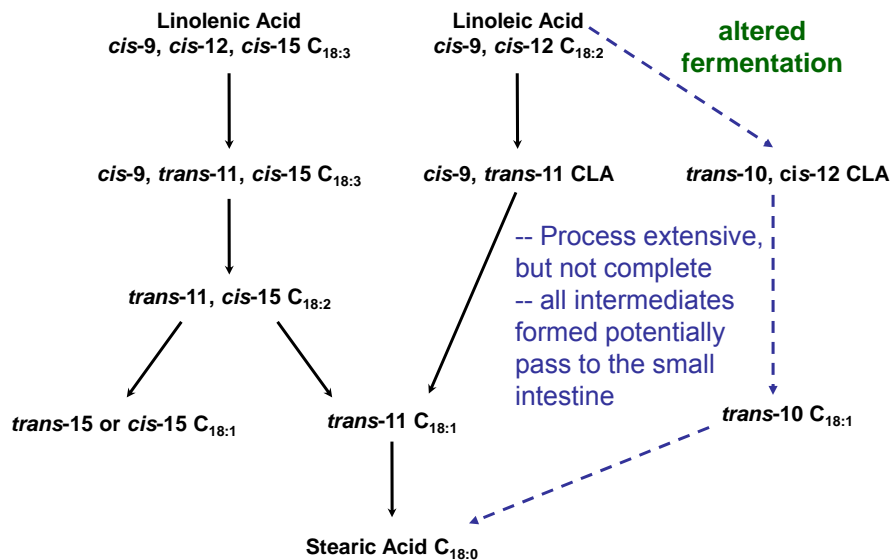 Linolenic Acid
cis-9, cis-12, cis-15 C18:3
Linoleic Acid
cis-9, cis-12 C18:2
altered
fermentation
cis-9, trans-11, cis-15 C18:3
cis-9, trans-11 CLA
trans-10, cis-12 CLA
-- Process extensive,
but not complete
-- all intermediates
formed potentially
pass to the small
intestine
trans-11, cis-15 C18:2
trans-15 or cis-15 C18:1
trans-11 C18:1
trans-10 C18:1
Stearic Acid C18:0